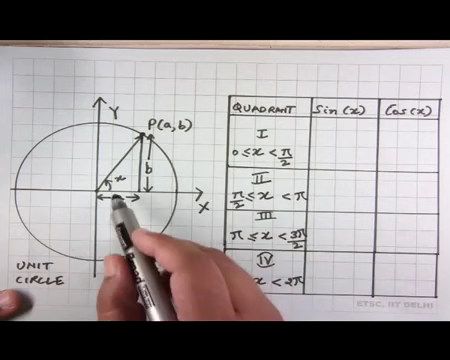 Y
P(a, b)
b
x
X
UNIT
CIRCLE
QUADRANT Sin(x) Cos(x)
I
0 ≤ x < π/2
II
π/2 ≤ x < π
III
π ≤ x < 3π/2
IV
x < 2π
ETSC, IIT DELHI